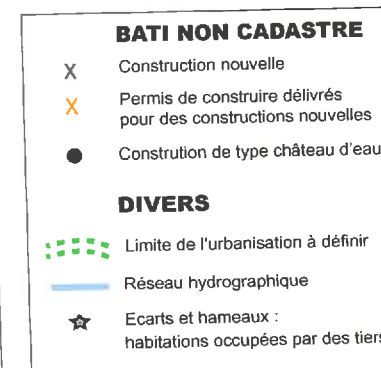 BATI NON CADASTRE
X Construction nouvelle
X Permis de construire délivrés
pour des constructions nouvelles
Constrution de type château d'eau
DIVERS
Limite de l'urbanisation à définir
Réseau hydrographique
Ecarts et hameaux :
habitations occupées par des tiers